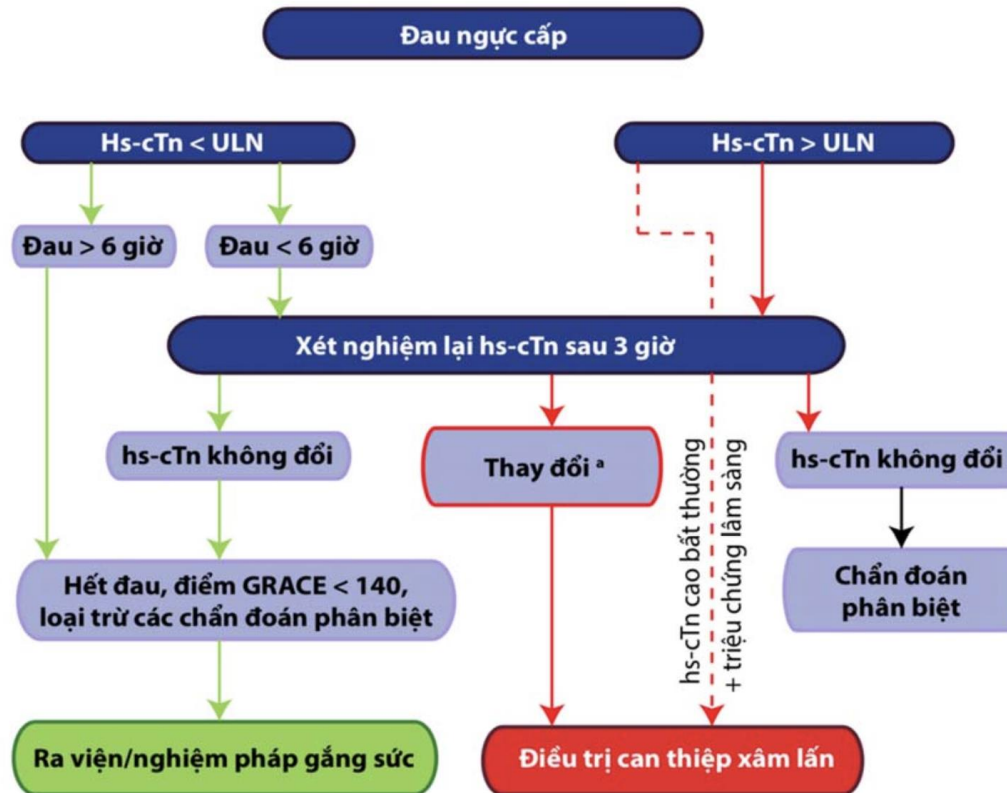 Đau ngực cấp
Hs-cTn < ULN
Hs-cTn > ULN
Đau > 6 giờ
Đau < 6 giờ
Xét nghiệm lại hs-cTn sau 3 giờ
hs-cTn không đổi
Thay đổi ª
hs-cTn cao bất thường
+ triệu chứng lâm sàng
hs-cTn không đổi
Hết đau, điểm GRACE < 140,
loại trừ các chẩn đoán phân biệt
Chẩn đoán
phân biệt
Ra viện/nghiệm pháp gắng sức
Điều trị can thiệp xâm lấn